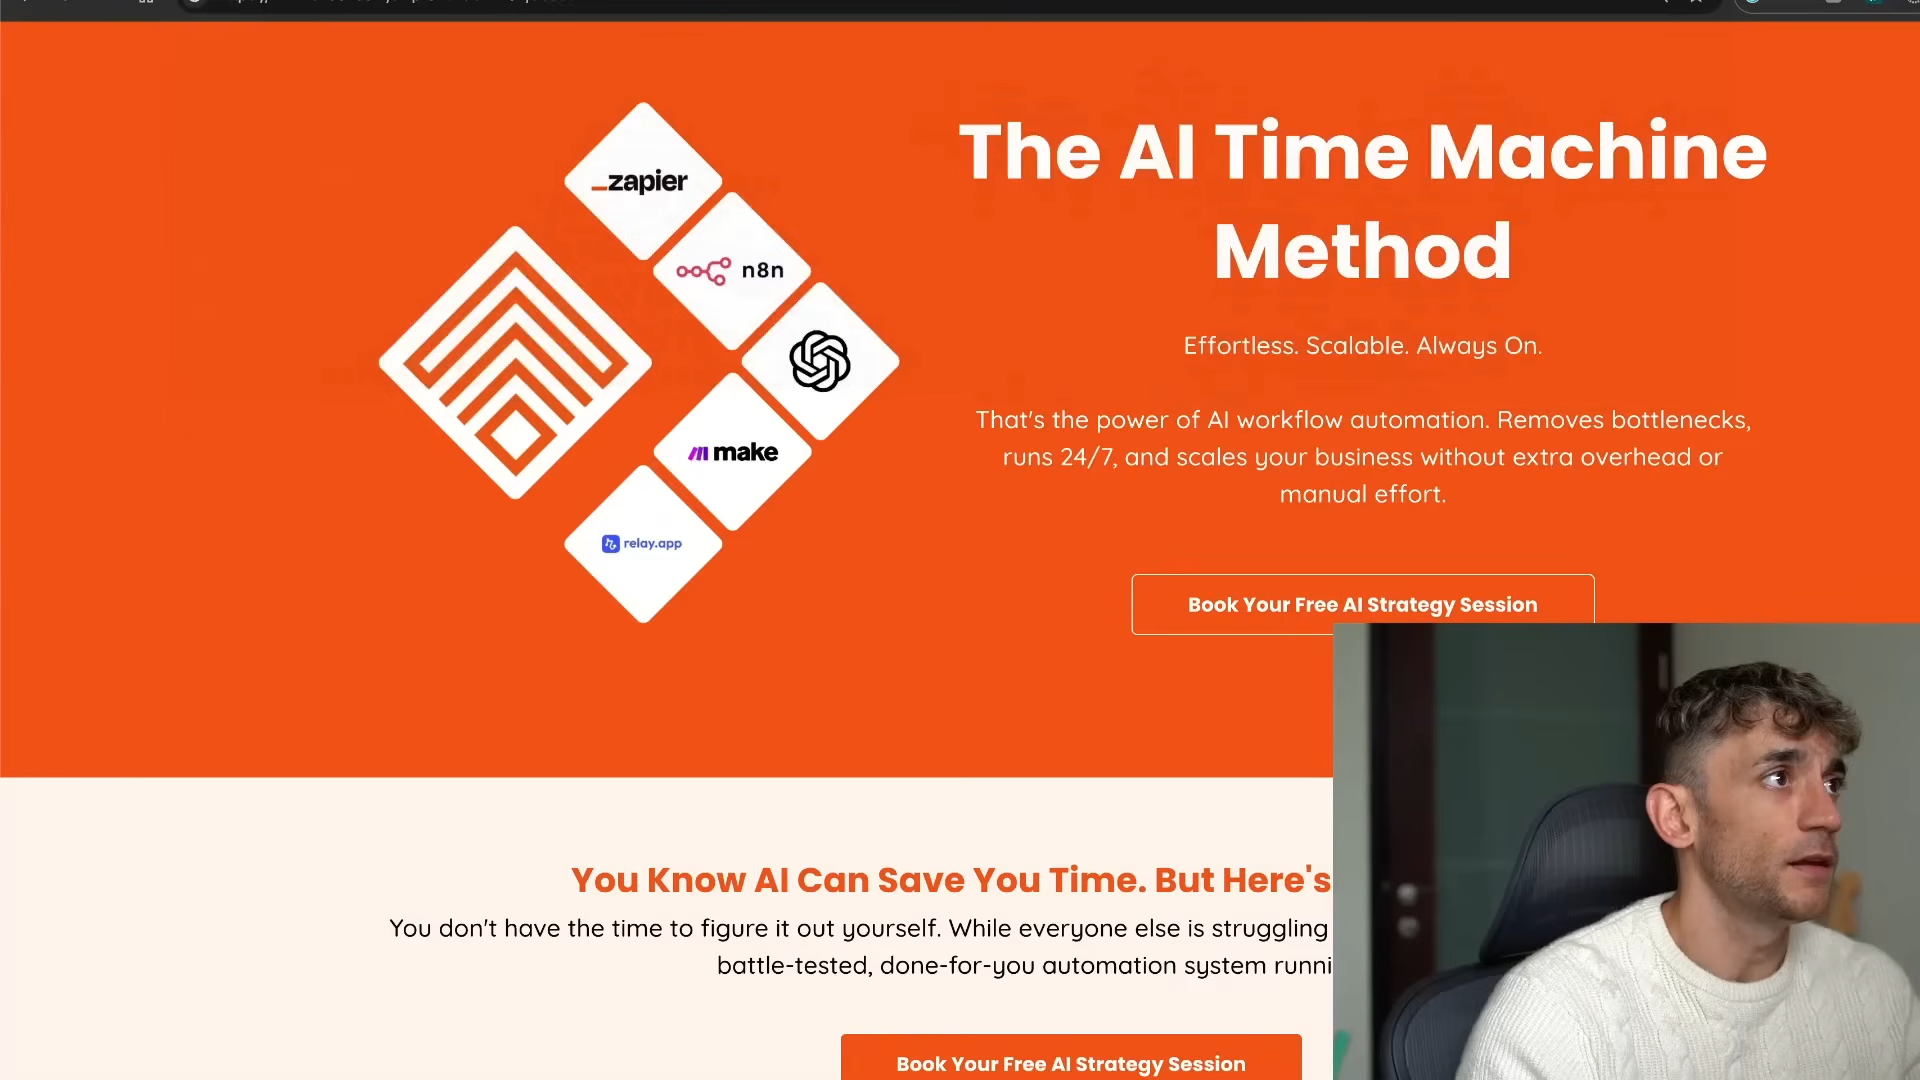 zapier
n8n
make
relay.app
The AI Time Machine
Method
Effortless. Scalable. Always On.
That's the power of AI workflow automation. Removes bottlenecks,
runs 24/7, and scales your business without extra overhead or
manual effort.
Book Your Free AI Strategy Session
You Know AI Can Save You Time. But Here's
You don't have the time to figure it out yourself. While everyone else is struggling
battle-tested, done-for-you automation system runni
Book Your Free AI Strategy Session